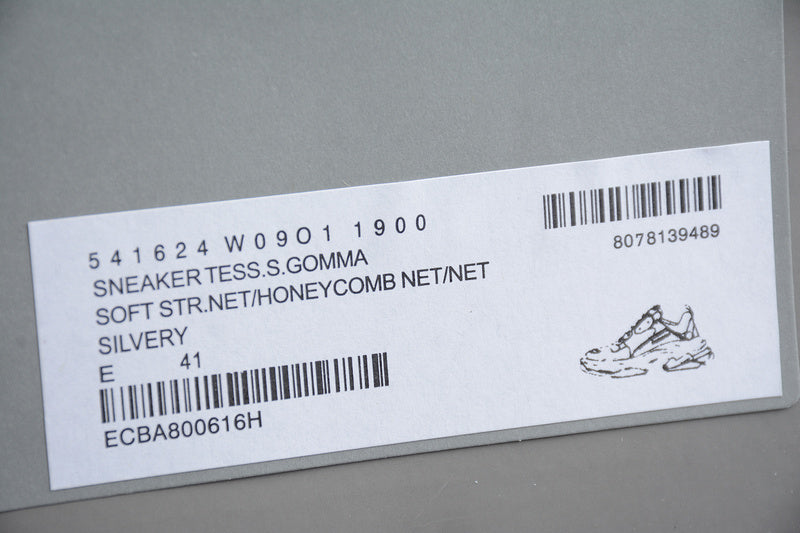 541624 W09O1 1900
SNEAKER TESS.S.GOMMA
SOFT STR.NET/HONEYCOMB NET/NET
SILVERY
E 41
ECBA800616H
8078139489